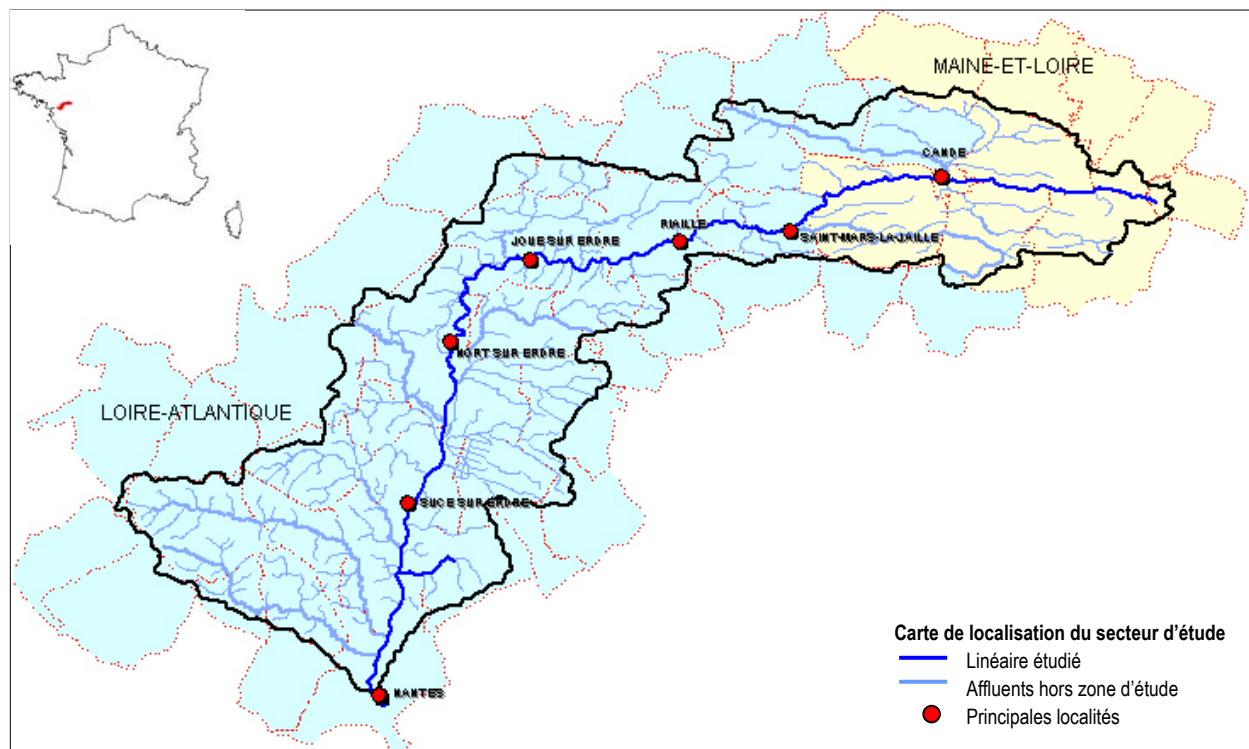 MAINE-ET-LOIRE
CANDE
RIAILLE
SAINT-MARS-LA-JAILLE
JOUE SUR ERDRE
NORT SUR ERDRE
LOIRE-ATLANTIQUE
SUCE SUR ERDRE
NANTES
Carte de localisation du secteur d'étude
Linéaire étudié
Affluents hors zone d'étude
Principales localités